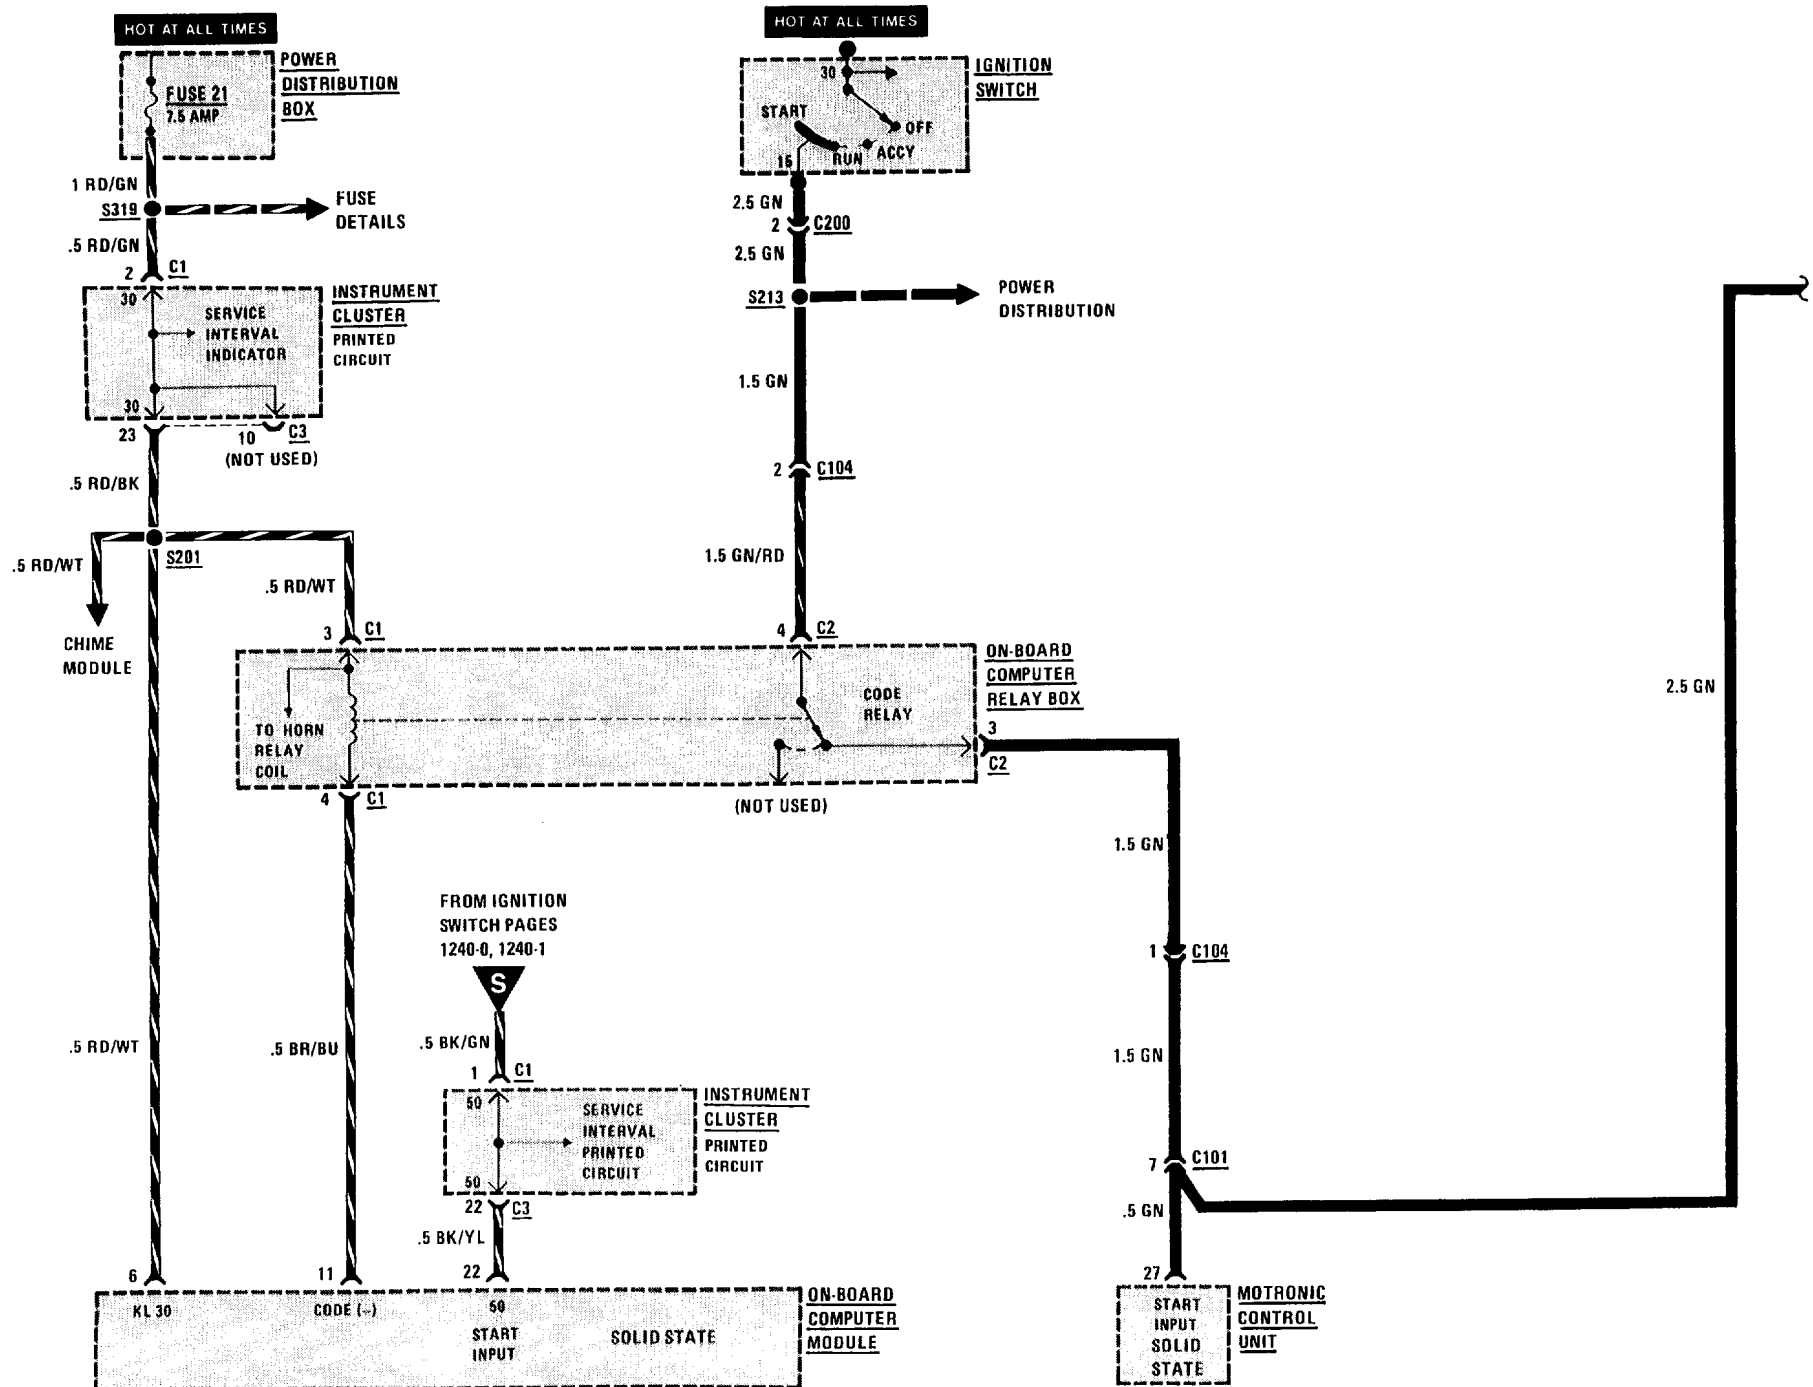 HOT AT ALL TIMES
POWER
DISTRIBUTION
BOX
FUSE 21
7.5 AMP
1 RD/GN
S319
FUSE
DETAILS
.5 RD/GN
2
C1
30
INSTRUMENT
CLUSTER
PRINTED
CIRCUIT
SERVICE
INTERVAL
INDICATOR
30
23
10
C3
(NOT USED)
.5 RD/BK
.5 RD/WT
S201
.5 RD/WT
CHIME
MODULE
3
C1
TO HORN
RELAY
COIL
4
C1
HOT AT ALL TIMES
IGNITION
SWITCH
30
START
OFF
RUN
ACCY
15
2.5 GN
2
C200
2.5 GN
S213
POWER
DISTRIBUTION
1.5 GN
2
C104
1.5 GN/RD
4
C2
ON-BOARD
COMPUTER
RELAY BOX
CODE
RELAY
3
C2
(NOT USED)
2.5 GN
1.5 GN
1
C104
1.5 GN
7
C101
.5 GN
27
START
INPUT
SOLID
STATE
MOTRONIC
CONTROL
UNIT
FROM IGNITION
SWITCH PAGES
1240-0, 1240-1
S
.5 BK/GN
1
C1
50
SERVICE
INTERVAL
PRINTED
CIRCUIT
INSTRUMENT
CLUSTER
PRINTED
CIRCUIT
50
22
C3
.5 BK/YL
22
.5 RD/WT
.5 BR/BU
6
11
KL 30
CODE (-)
50
START
INPUT
SOLID STATE
ON-BOARD
COMPUTER
MODULE